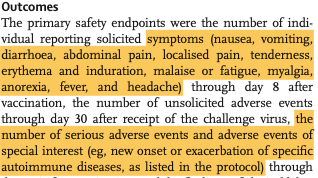 Outcomes
The primary safety endpoints were the number of indi-
vidual reporting solicited symptoms (nausea, vomiting,
diarrhoea, abdominal pain, localised pain, tenderness,
erythema and induration, malaise or fatigue, myalgia,
anorexia, fever, and headache) through day 8 after
vaccination, the number of unsolicited adverse events
through day 30 after receipt of the challenge virus, the
number of serious adverse events and adverse events of
special interest (eg, new onset or exacerbation of specific
autoimmune diseases, as listed in the protocol) through